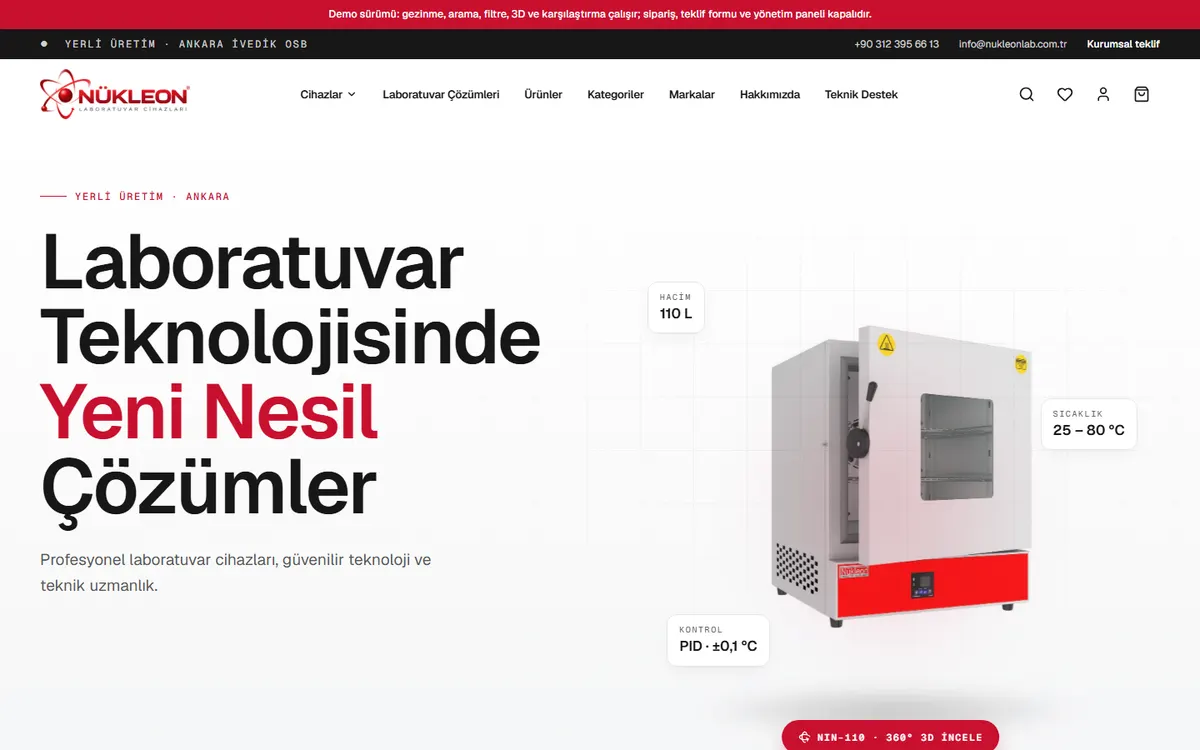 Demo sürümü: gezinme, arama, filtre, 3D ve karşılaştırma çalışır; sipariş, teklif formu ve yönetim paneli kapalıdır.
YERLİ ÜRETİM · ANKARA İVEDİK OSB
+90 312 395 66 13
info@nukleonlab.com.tr
Kurumsal teklif
NÜKLEON
LABORATUVAR CİHAZLARI
Cihazlar
Laboratuvar Çözümleri
Ürünler
Kategoriler
Markalar
Hakkımızda
Teknik Destek
YERLİ ÜRETİM · ANKARA
Laboratuvar
Teknolojisinde
Yeni Nesil
Çözümler
Profesyonel laboratuvar cihazları, güvenilir teknoloji ve
teknik uzmanlık.
HACİM
110 L
SICAKLIK
25 – 80 °C
Nükleon
KONTROL
PID · ±0,1 °C
NIN-110 · 360° 3D İNCELE